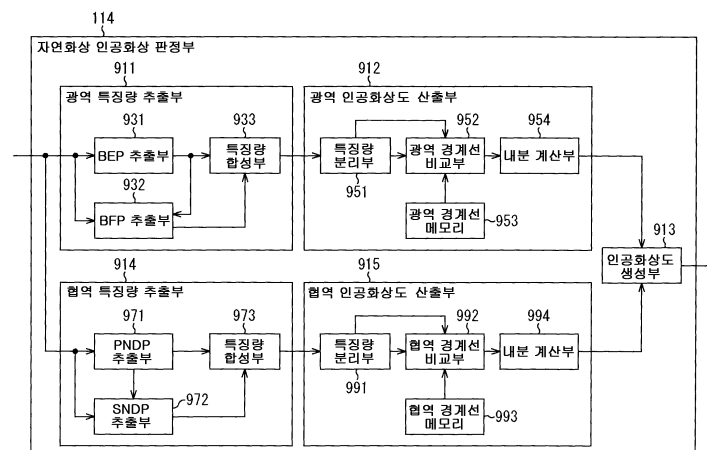 114
자연화상 인공화상 판정부
911
광역 특징량 추출부
931
BEP 추출부
932
BFP 추출부
933
특징량
합성부
912
광역 인공화상도 산출부
특징량
분리부
951
952
광역 경계선
비교부
광역 경계선
메모리
953
954
내분 계산부
913
인공화상도
생성부
914
협역 특징량 추출부
971
PNDP
추출부
SNDP
추출부
972
973
특징량
합성부
915
협역 인공화상도 산출부
특징량
분리부
991
992
협역 경계선
비교부
협역 경계선
메모리
993
994
내분 계산부